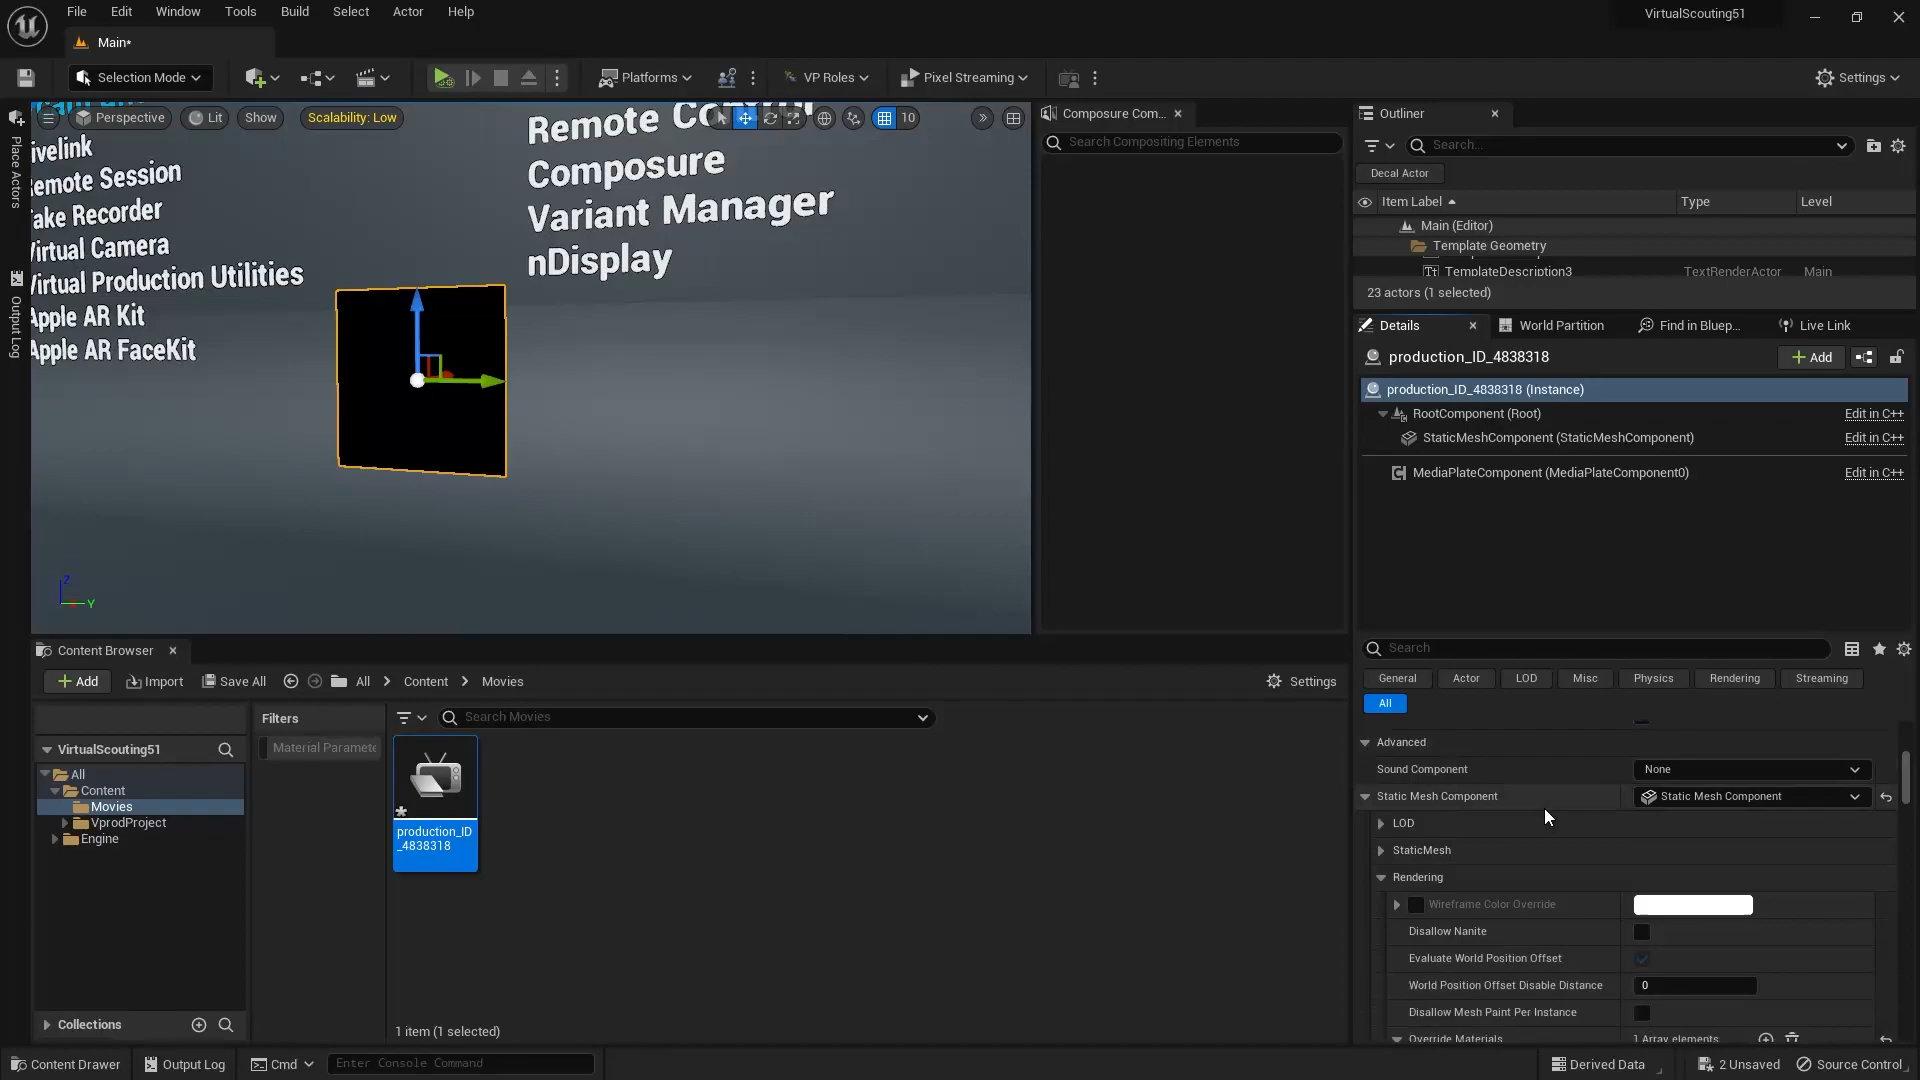 File Edit Window Tools Build Select Actor Help
VirtualScouting51
Main*
Selection Mode
Platforms
VP Roles
Pixel Streaming
Settings
Place Actors
Output Log
Perspective
Lit
Show
Scalability: Low
10
ivelink
emote Session
ake Recorder
irtual Camera
Virtual Production Utilities
Apple AR Kit
Apple AR FaceKit
Remote
Composure
Variant Manager
nDisplay
Z
Y
Composure Com...
Search Compositing Elements
Outliner
Search...
Decal Actor
Item Label Type Level
Main (Editor)
Template Geometry
TemplateDescription3 TextRenderActor Main
23 actors (1 selected)
Details World Partition Find in Bluep... Live Link
production_ID_4838318
Add
production_ID_4838318 (Instance)
RootComponent (Root) Edit in C++
StaticMeshComponent (StaticMeshComponent) Edit in C++
MediaPlateComponent (MediaPlateComponent0) Edit in C++
Search
General Actor LOD Misc Physics Rendering Streaming
All
Advanced
Sound Component None
Static Mesh Component Static Mesh Component
LOD
StaticMesh
Rendering
Wireframe Color Override
Disallow Nanite
Evaluate World Position Offset
World Position Offset Disable Distance 0
Disallow Mesh Paint Per Instance
Override Materials 1 Array elements
Content Browser
Add Import Save All All > Content > Movies Settings
VirtualScouting51
All
Content
Movies
VprodProject
Engine
Collections
Filters
Material Paramete
Search Movies
production_ID
_4838318
1 item (1 selected)
Content Drawer Output Log Cmd Enter Console Command Derived Data 2 Unsaved Source Control